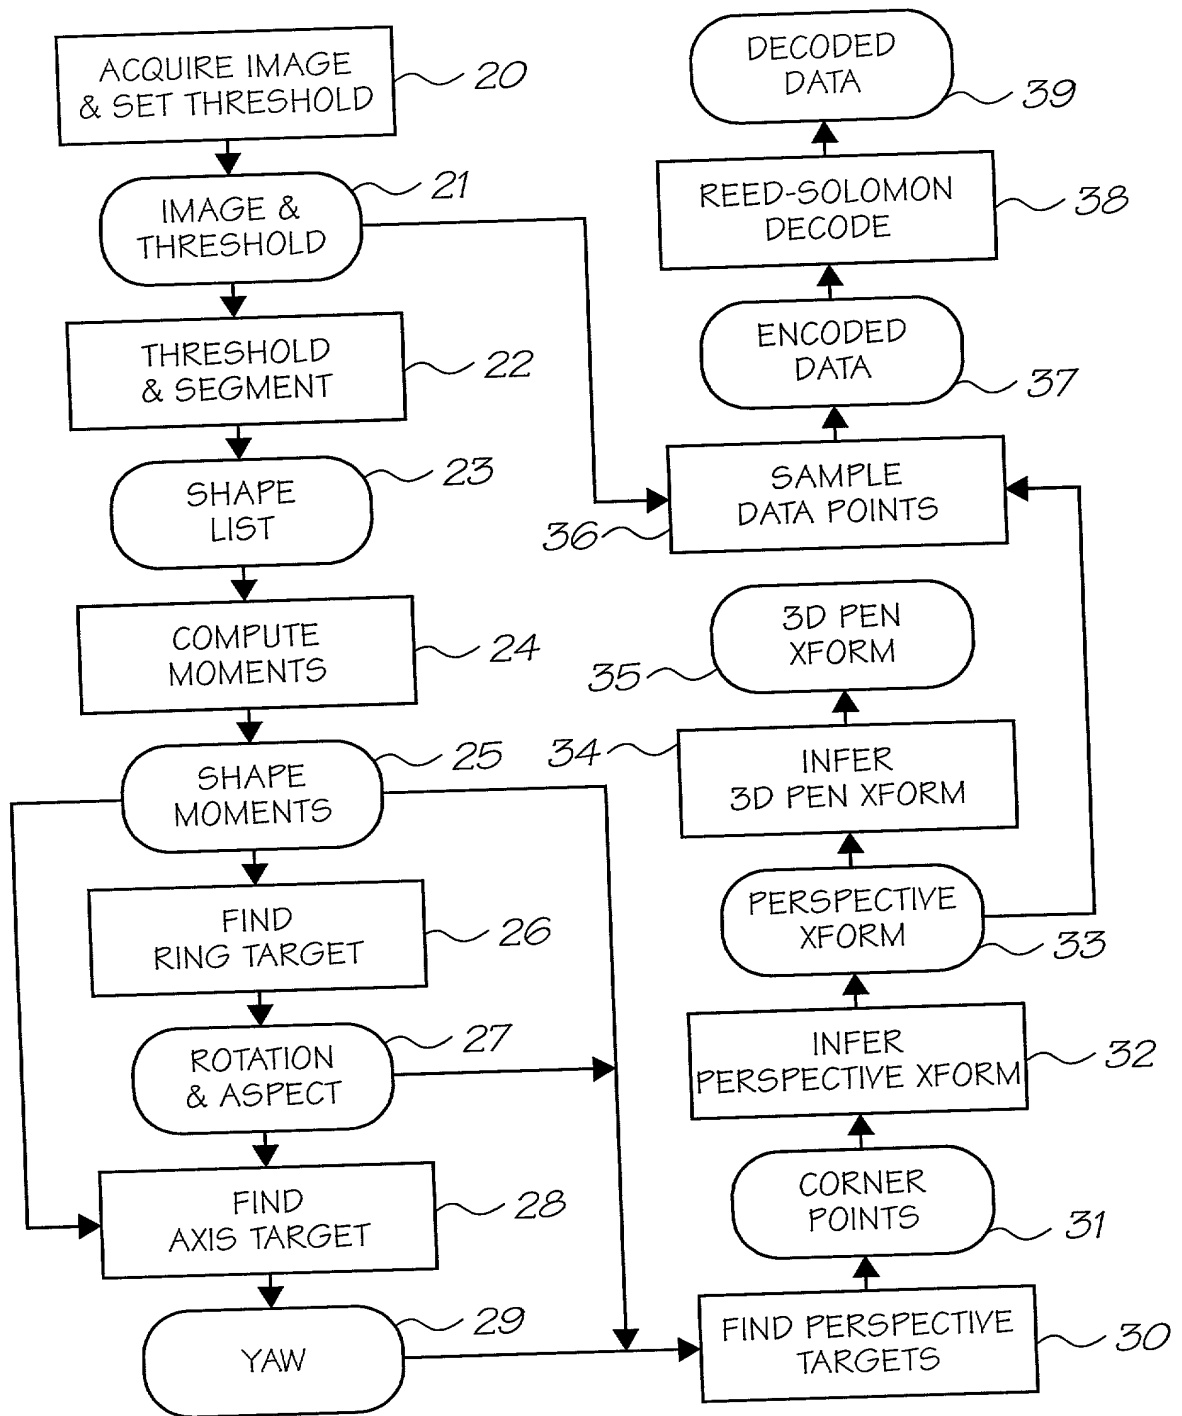 ACQUIRE IMAGE
& SET THRESHOLD
20
IMAGE &
THRESHOLD
21
THRESHOLD
& SEGMENT
22
SHAPE
LIST
23
COMPUTE
MOMENTS
24
SHAPE
MOMENTS
25
FIND
RING TARGET
26
ROTATION
& ASPECT
27
FIND
AXIS TARGET
28
YAW
29
DECODED
DATA
39
REED-SOLOMON
DECODE
38
ENCODED
DATA
37
SAMPLE
DATA POINTS
36
3D PEN
XFORM
35
34
INFER
3D PEN XFORM
PERSPECTIVE
XFORM
33
INFER
PERSPECTIVE XFORM
32
CORNER
POINTS
31
FIND PERSPECTIVE
TARGETS
30